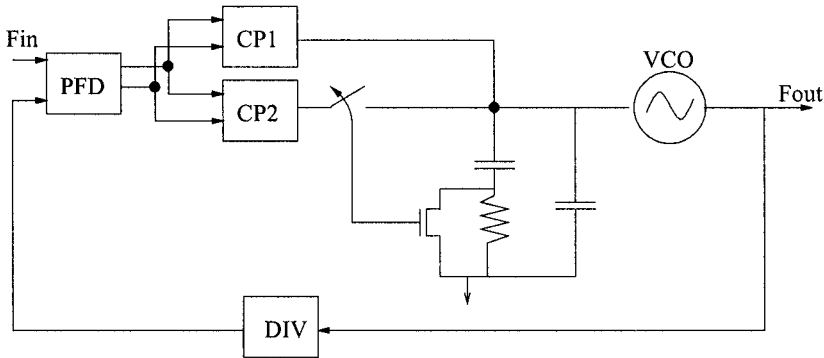 Fin
PFD
CP1
CP2
VCO
Fout
DIV